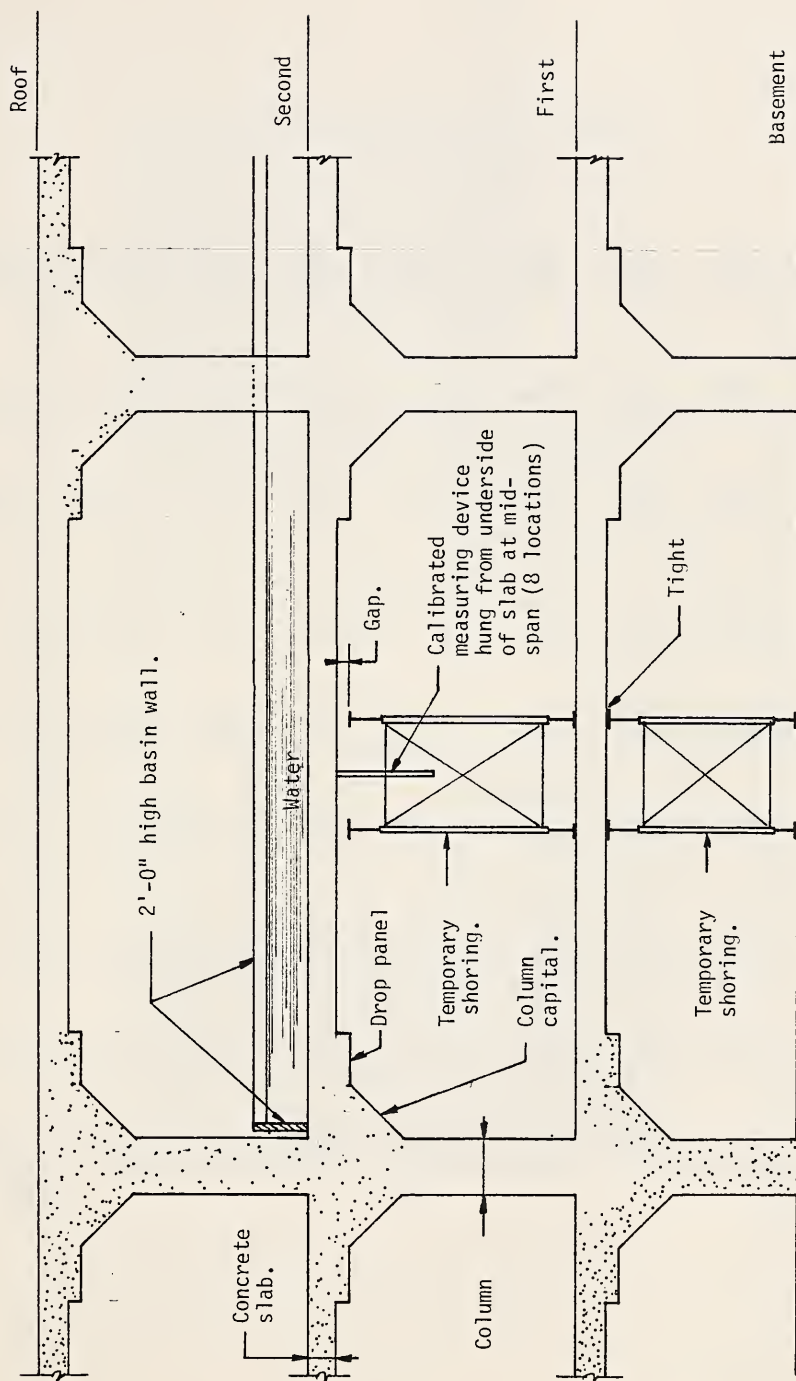 Roof
Second
First
Basement
2'-0" high basin wall.
Water
Gap.
Calibrated
measuring device
hung from underside
of slab at mid-
span (8 locations)
Tight
Concrete
slab.
Drop panel
Temporary
shoring.
Column
capital.
Column
Temporary
shoring.